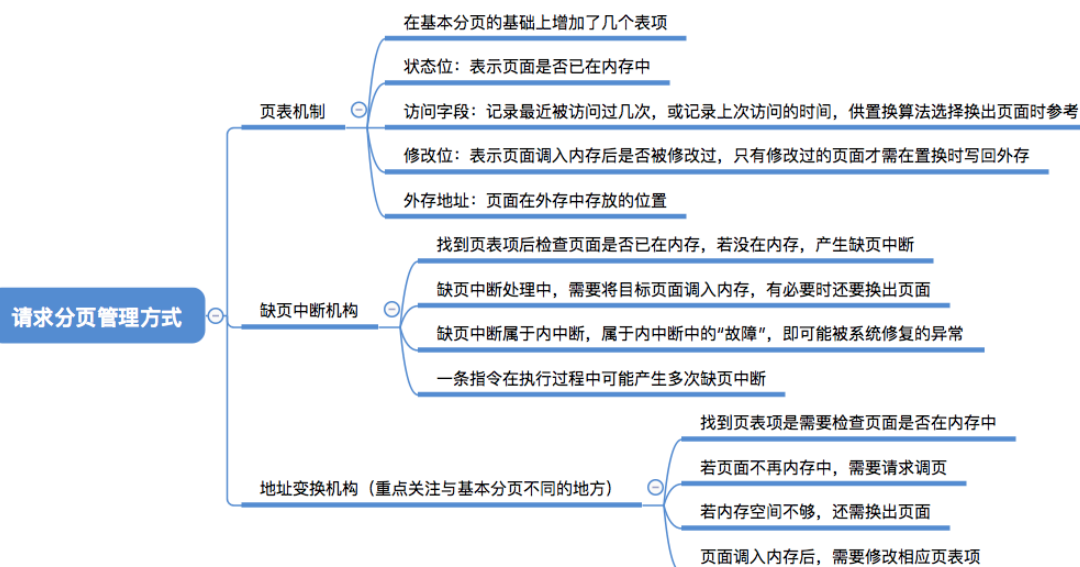 请求分页管理方式
页表机制
在基本分页的基础上增加了几个表项
状态位：表示页面是否已在内存中
访问字段：记录最近被访问过几次，或记录上次访问的时间，供置换算法选择换出页面时参考
修改位：表示页面调入内存后是否被修改过，只有修改过的页面才需在置换时写回外存
外存地址：页面在外存中存放的位置
缺页中断机构
找到页表项后检查页面是否已在内存，若没在内存，产生缺页中断
缺页中断处理中，需要将目标页面调入内存，有必要时还要换出页面
缺页中断属于内中断，属于内中断中的“故障”，即可能被系统修复的异常
一条指令在执行过程中可能产生多次缺页中断
地址变换机构（重点关注与基本分页不同的地方）
找到页表项是需要检查页面是否在内存中
若页面不再内存中，需要请求调页
若内存空间不够，还需换出页面
页面调入内存后，需要修改相应页表项